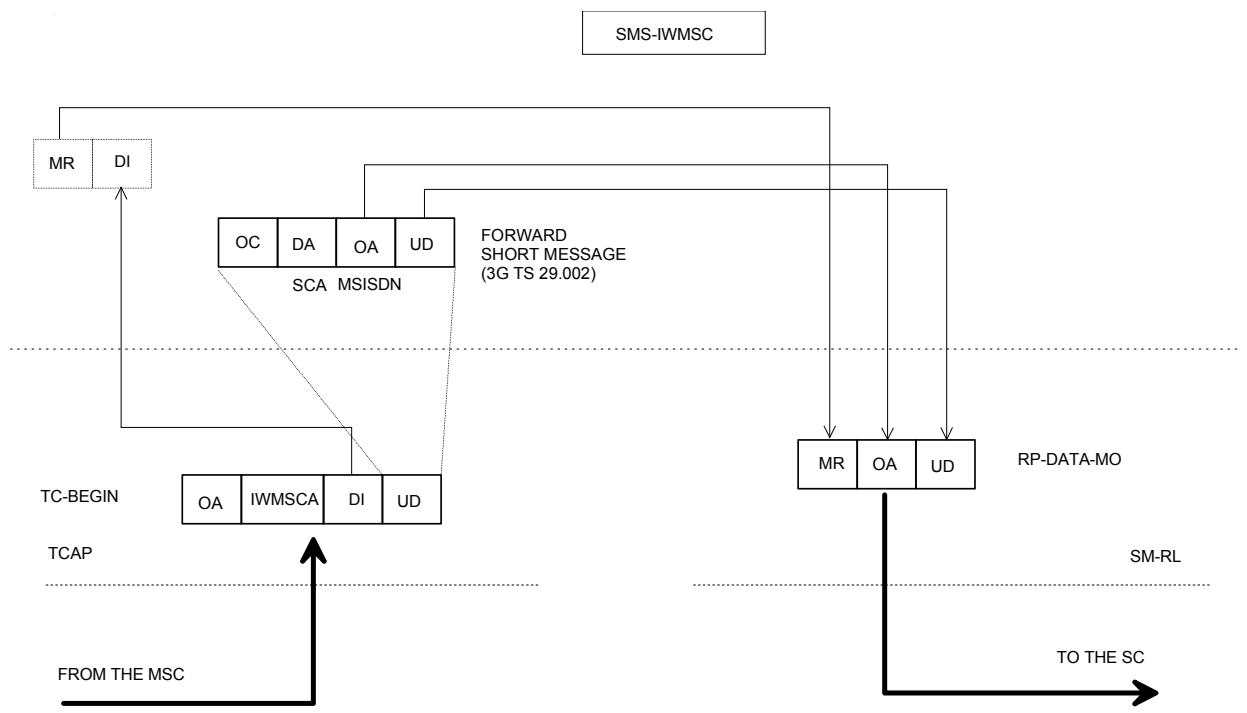 SMS-IWMSC
MR DI
OC DA OA UD
SCA MSISDN
FORWARD
SHORT MESSAGE
(3G TS 29.002)
MR OA UD
RP-DATA-MO
TC-BEGIN
OA IWMSCA DI UD
TCAP
SM-RL
FROM THE MSC
TO THE SC